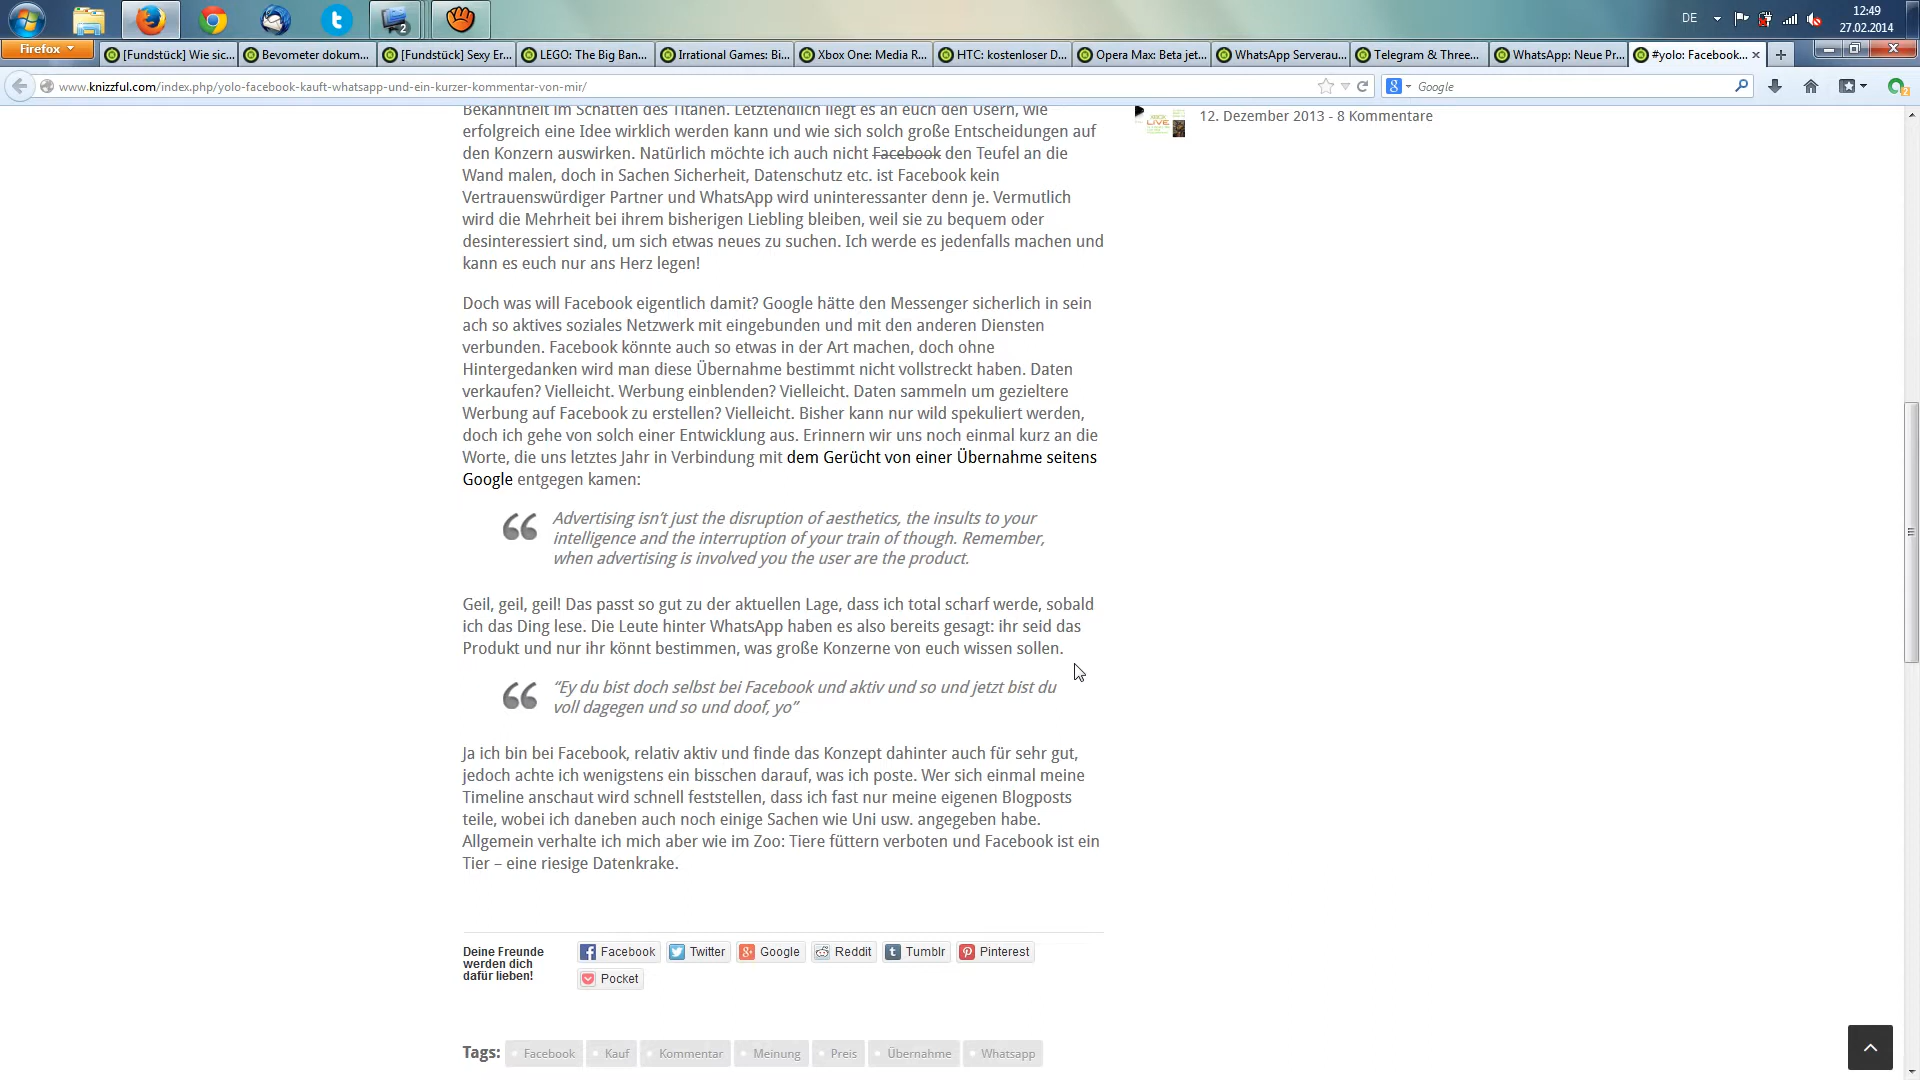 DE
12:49
27.02.2014
Firefox
[Fundstück] Wie sic...
Bevometer dokum...
[Fundstück] Sexy Er...
LEGO: The Big Ban...
Irrational Games: Bi...
Xbox One: Media R...
HTC: kostenloser D...
Opera Max: Beta jet...
WhatsApp Serverau...
Telegram & Three...
WhatsApp: Neue Pr...
#yolo: Facebook...
www.knizzful.com/index.php/yolo-facebook-kauft-whatsapp-und-ein-kurzer-kommentar-von-mir/
Google
Bekanntheit im Schatten des Titanen. Letztendlich liegt es an euch den Usern, wie
erfolgreich eine Idee wirklich werden kann und wie sich solch große Entscheidungen auf
den Konzern auswirken. Natürlich möchte ich auch nicht Facebook den Teufel an die
Wand malen, doch in Sachen Sicherheit, Datenschutz etc. ist Facebook kein
Vertrauenswürdiger Partner und WhatsApp wird uninteressanter denn je. Vermutlich
wird die Mehrheit bei ihrem bisherigen Liebling bleiben, weil sie zu bequem oder
desinteressiert sind, um sich etwas neues zu suchen. Ich werde es jedenfalls machen und
kann es euch nur ans Herz legen!
12. Dezember 2013 - 8 Kommentare
Doch was will Facebook eigentlich damit? Google hätte den Messenger sicherlich in sein
ach so aktives soziales Netzwerk mit eingebunden und mit den anderen Diensten
verbunden. Facebook könnte auch so etwas in der Art machen, doch ohne
Hintergedanken wird man diese Übernahme bestimmt nicht vollstreckt haben. Daten
verkaufen? Vielleicht. Werbung einblenden? Vielleicht. Daten sammeln um gezieltere
Werbung auf Facebook zu erstellen? Vielleicht. Bisher kann nur wild spekuliert werden,
doch ich gehe von solch einer Entwicklung aus. Erinnern wir uns noch einmal kurz an die
Worte, die uns letztes Jahr in Verbindung mit dem Gerücht von einer Übernahme seitens
Google entgegen kamen:
Advertising isn't just the disruption of aesthetics, the insults to your
intelligence and the interruption of your train of though. Remember,
when advertising is involved you the user are the product.
Geil, geil, geil! Das passt so gut zu der aktuellen Lage, dass ich total scharf werde, sobald
ich das Ding lese. Die Leute hinter WhatsApp haben es also bereits gesagt: ihr seid das
Produkt und nur ihr könnt bestimmen, was große Konzerne von euch wissen sollen.
“Ey du bist doch selbst bei Facebook und aktiv und so und jetzt bist du
voll dagegen und so und doof, yo”
Ja ich bin bei Facebook, relativ aktiv und finde das Konzept dahinter auch für sehr gut,
jedoch achte ich wenigstens ein bisschen darauf, was ich poste. Wer sich einmal meine
Timeline anschaut wird schnell feststellen, dass ich fast nur meine eigenen Blogposts
teile, wobei ich daneben auch noch einige Sachen wie Uni usw. angegeben habe.
Allgemein verhalte ich mich aber wie im Zoo: Tiere füttern verboten und Facebook ist ein
Tier – eine riesige Datenkrake.
Deine Freunde
werden dich
dafür lieben!
Facebook
Twitter
Google
Reddit
Tumblr
Pinterest
Pocket
Tags:
Facebook
Kauf
Kommentar
Meinung
Preis
Übernahme
Whatsapp